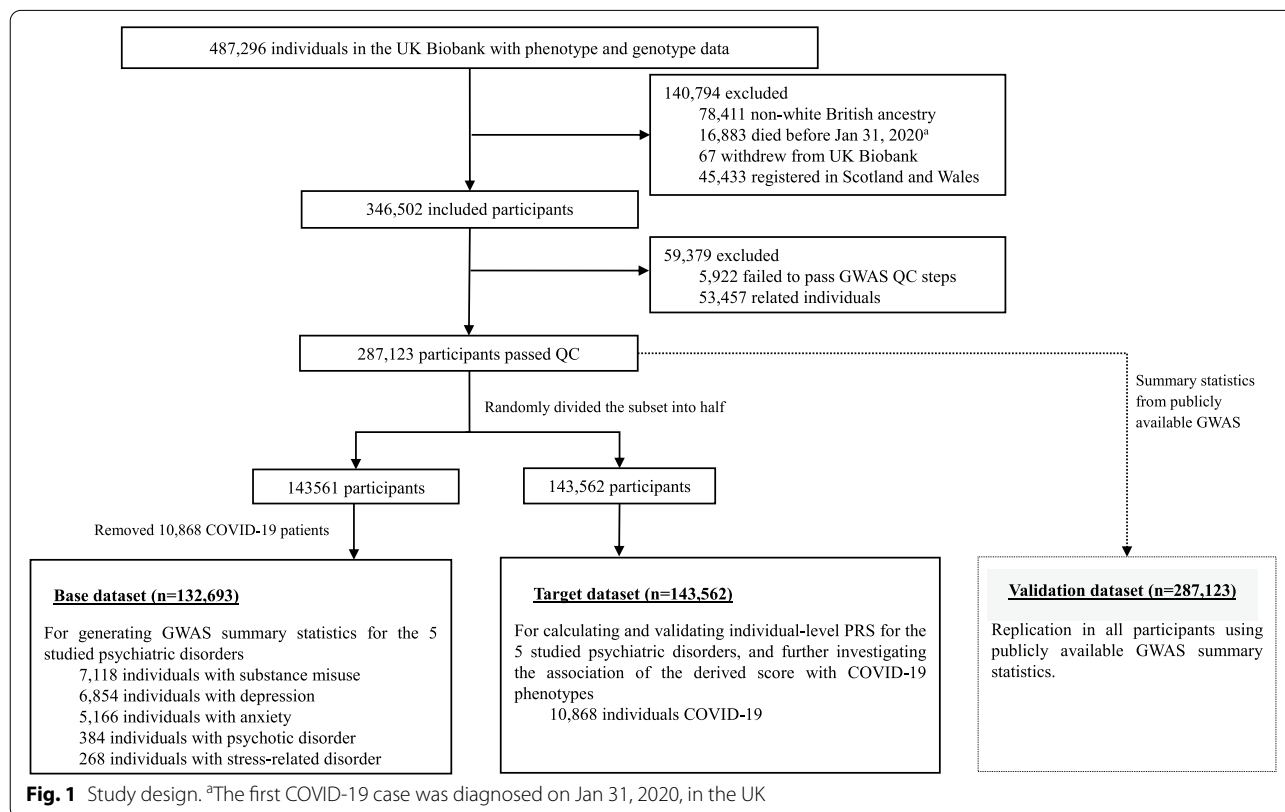 487,296 individuals in the UK Biobank with phenotype and genotype data
140,794 excluded
78,411 non-white British ancestry
16,883 died before Jan 31, 2020a
67 withdrew from UK Biobank
45,433 registered in Scotland and Wales
346,502 included participants
59,379 excluded
5,922 failed to pass GWAS QC steps
53,457 related individuals
287,123 participants passed QC
Summary statistics
from publicly
available GWAS
Randomly divided the subset into half
143561 participants
143,562 participants
Removed 10,868 COVID-19 patients
Base dataset (n=132,693)
For generating GWAS summary statistics for the 5
studied psychiatric disorders
7,118 individuals with substance misuse
6,854 individuals with depression
5,166 individuals with anxiety
384 individuals with psychotic disorder
268 individuals with stress-related disorder
Target dataset (n=143,562)
For calculating and validating individual-level PRS for the
5 studied psychiatric disorders, and further investigating
the association of the derived score with COVID-19
phenotypes
10,868 individuals COVID-19
Validation dataset (n=287,123)
Replication in all participants using
publicly available GWAS summary
statistics.
Fig. 1 Study design. aThe first COVID-19 case was diagnosed on Jan 31, 2020, in the UK